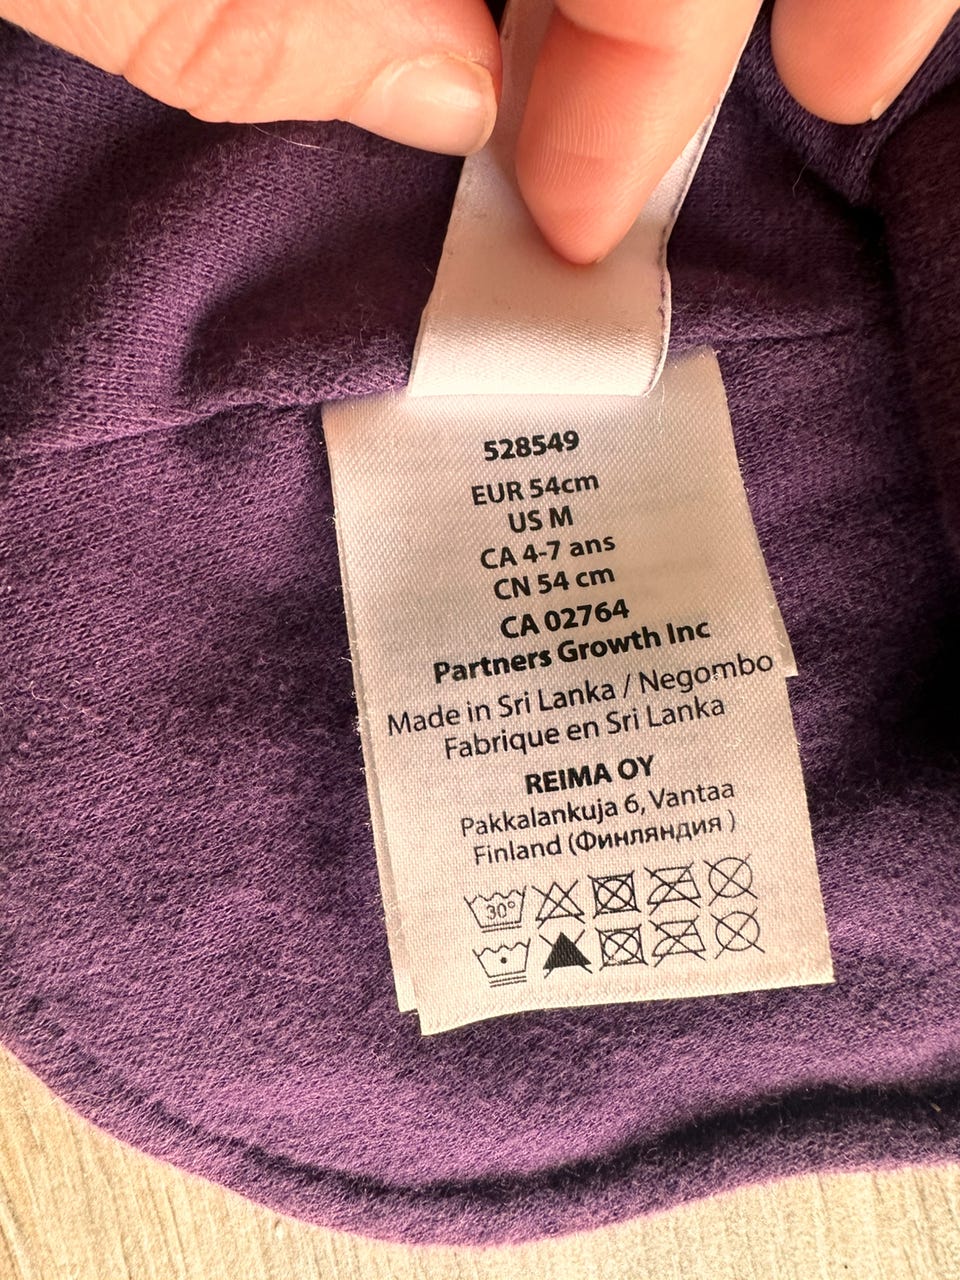 528549
EUR 54cm
US M
CA 4-7 ans
CN 54 cm
CA 02764
Partners Growth Inc
Made in Sri Lanka / Negombo
Fabrique en Sri Lanka
REIMA OY
Pakkalankuja 6, Vantaa
Finland (Финляндия )
30°